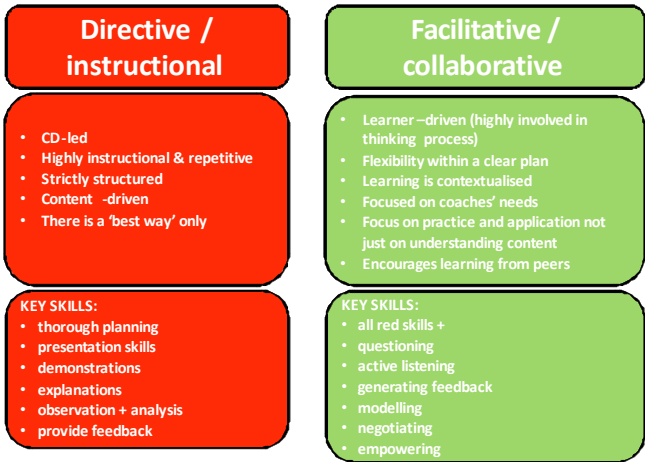 Directive /
instructional
• CD-led
• Highly instructional & repetitive
• Strictly structured
• Content -driven
• There is a ‘best way’ only
KEY SKILLS:
• thorough planning
• presentation skills
• demonstrations
• explanations
• observation + analysis
• provide feedback
Facilitative /
collaborative
• Learner –driven (highly involved in
thinking process)
• Flexibility within a clear plan
• Learning is contextualised
• Focused on coaches’ needs
• Focus on practice and application not
just on understanding content
• Encourages learning from peers
KEY SKILLS:
• all red skills +
• questioning
• active listening
• generating feedback
• modelling
• negotiating
• empowering